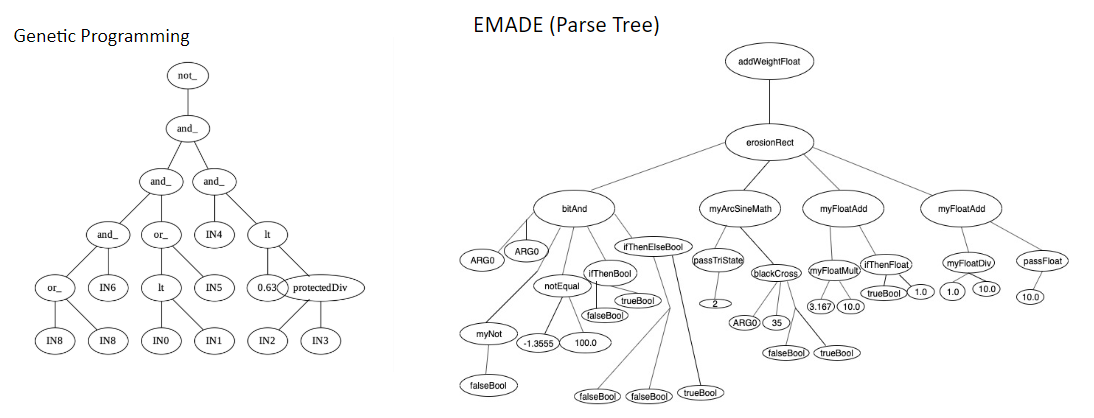 EMADE (Parse Tree)
Genetic Programming
not_
and_
and_ and_
and_ or_ IN4 lt
or_ IN6 lt IN5 0.63 protectedDiv
IN8 IN8 IN0 IN1 IN2 IN3
addWeightFloat
erosionRect
bitAnd myArcSineMath myFloatAdd myFloatAdd
ARG0 ARG0 ifThenElseBool passTriState blackCross myFloatMult ifThenFloat myFloatDiv passFloat
notEqual ifThenBool
falseBool trueBool 2 ARG0 35 3.167 10.0 trueBool 1.0 1.0 10.0 10.0
myNot -1.3555 100.0 falseBool trueBool
falseBool falseBool falseBool trueBool